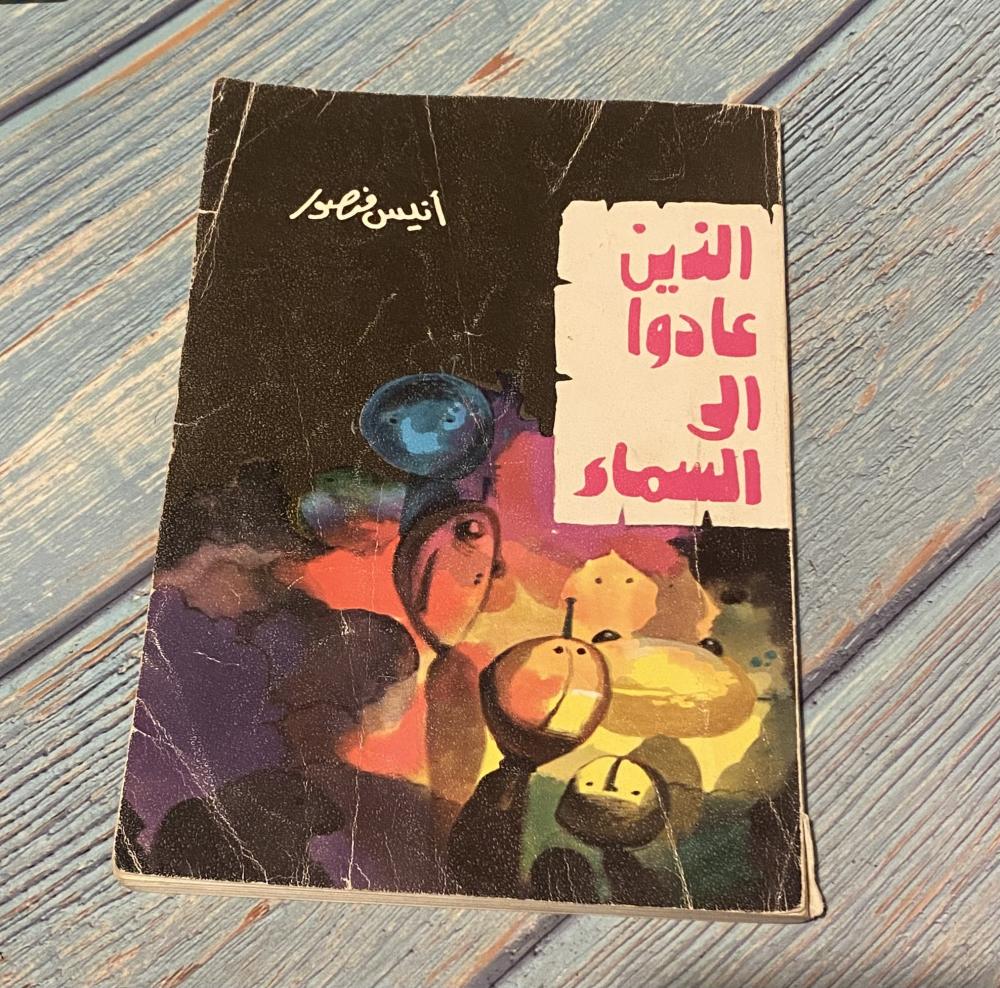 أنيس منصور
الذين
عادوا
الى
السماء